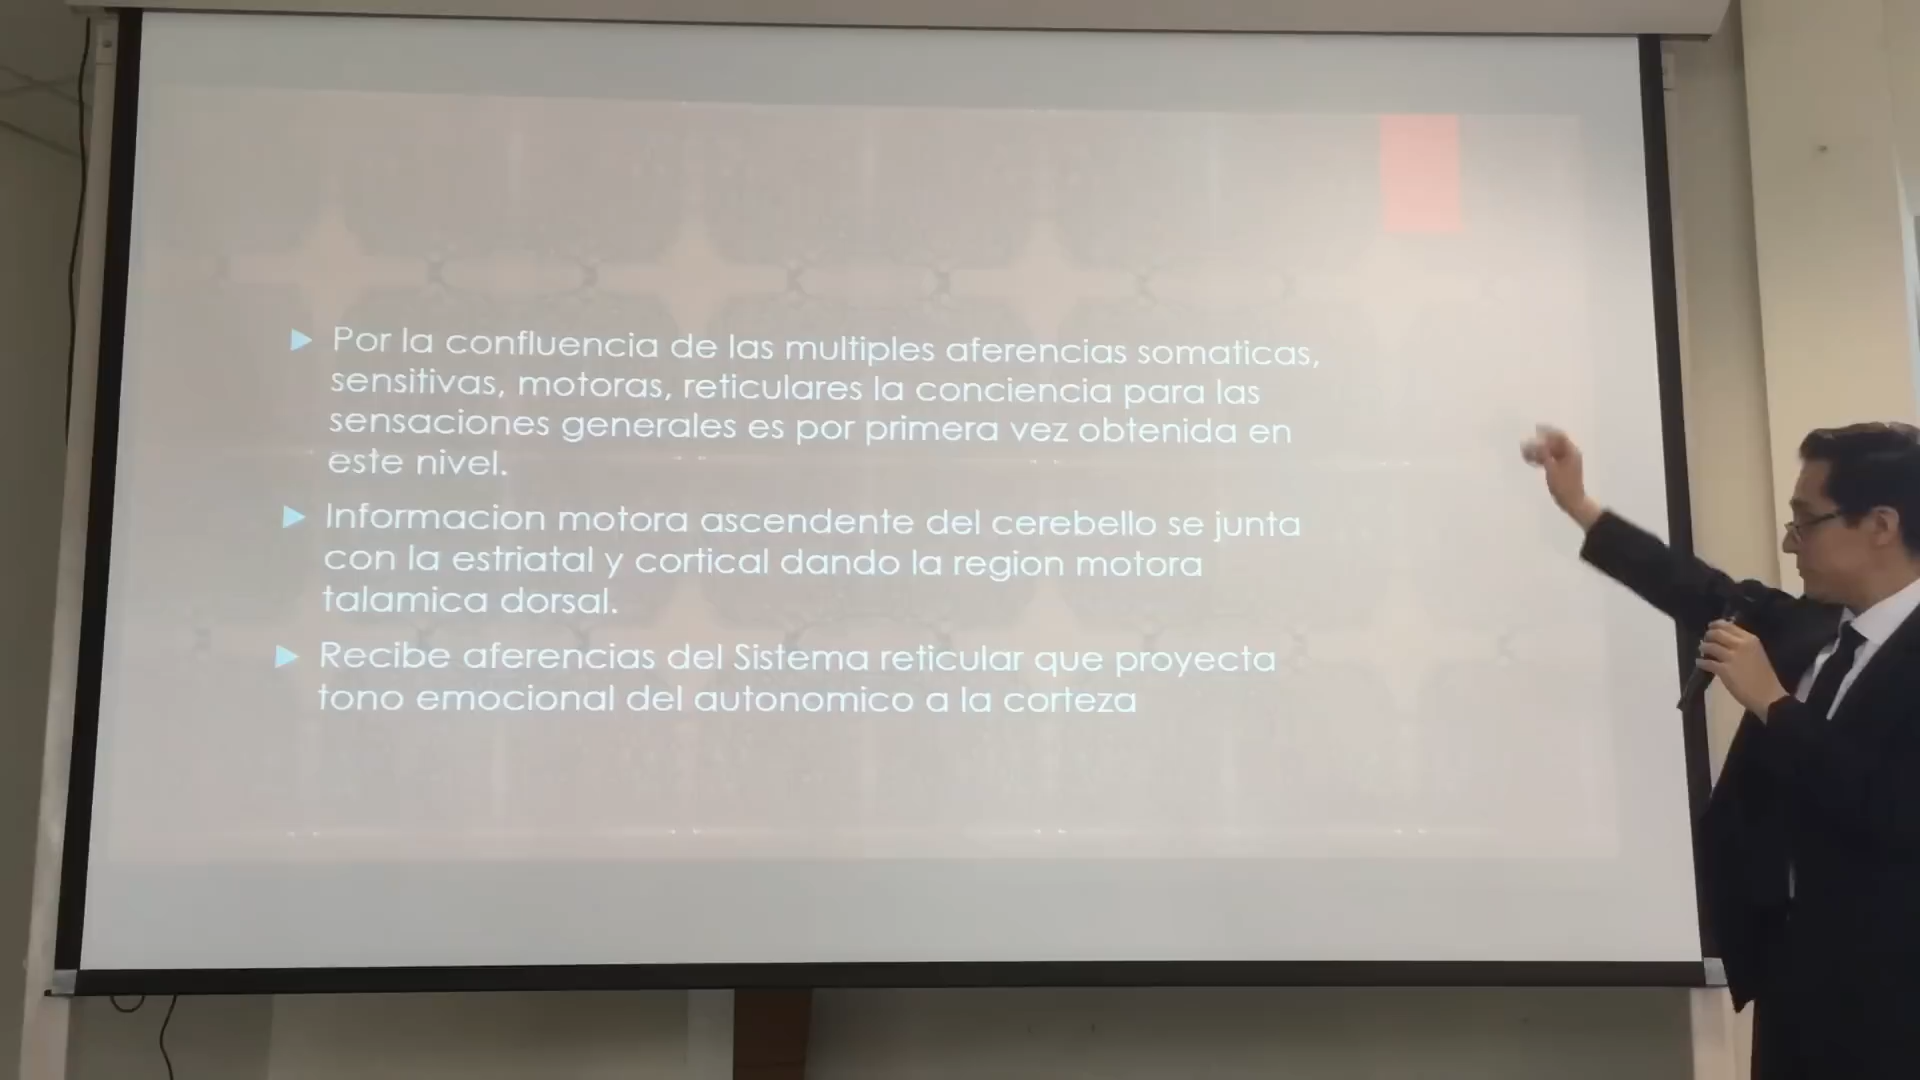 Por la confluencia de las multiples aferencias somaticas,
sensitivas, motoras, reticulares la conciencia para las
sensaciones generales es por primera vez obtenida en
este nivel.
Informacion motora ascendente del cerebello se junta
con la estriatal y cortical dando la region motora
talamica dorsal.
Recibe aferencias del Sistema reticular que proyecta
tono emocional del autonomico a la corteza